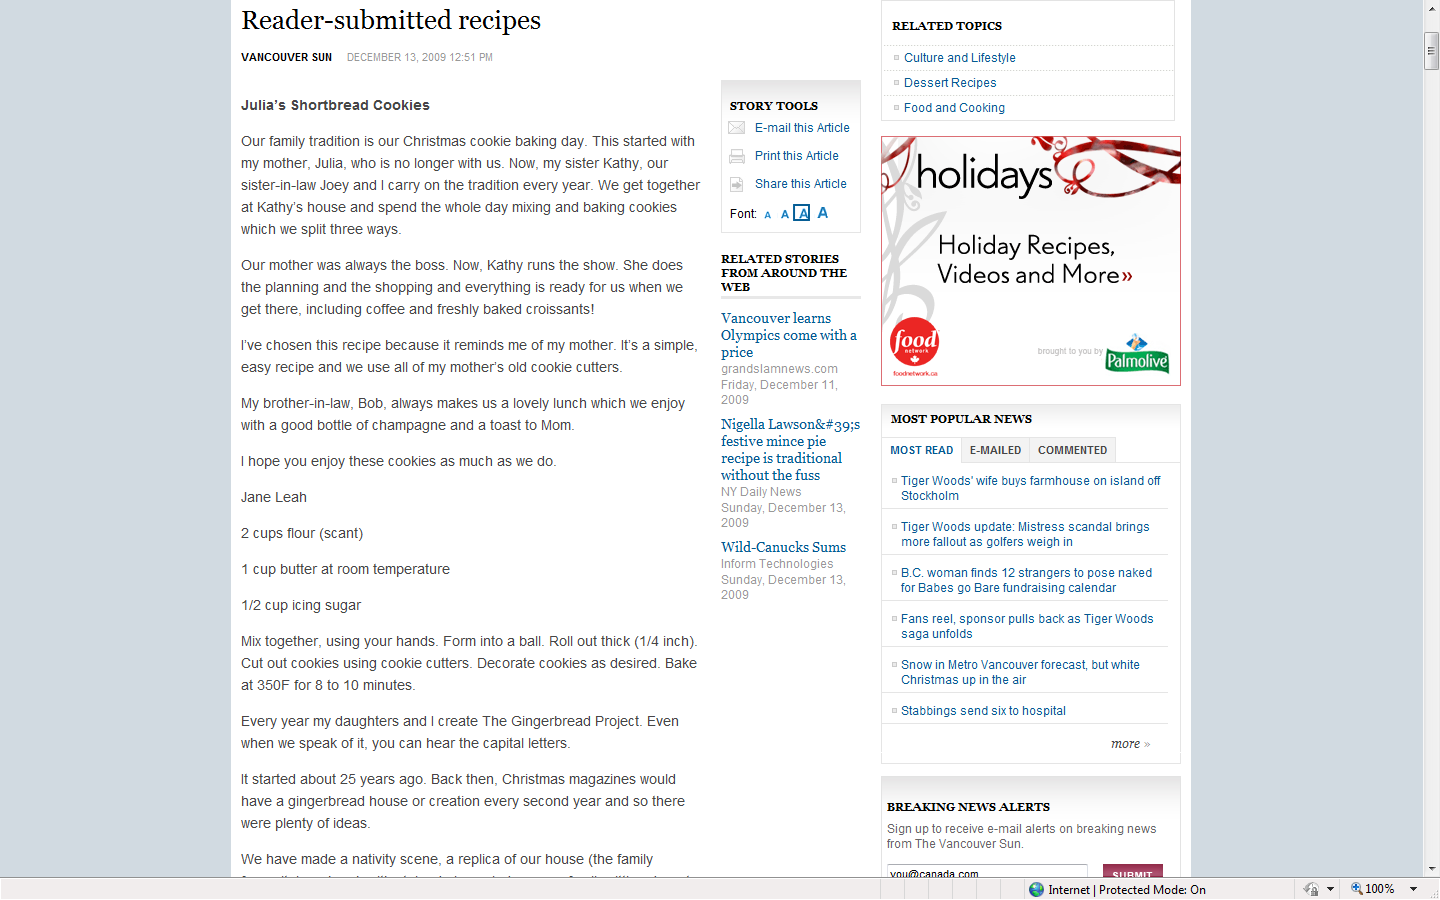 Reader-submitted recipes
VANCOUVER SUN DECEMBER 13, 2009 12:51 PM
Julia's Shortbread Cookies
Our family tradition is our Christmas cookie baking day. This started with
my mother, Julia, who is no longer with us. Now, my sister Kathy, our
sister-in-law Joey and I carry on the tradition every year. We get together
at Kathy's house and spend the whole day mixing and baking cookies
which we split three ways.
Our mother was always the boss. Now, Kathy runs the show. She does
the planning and the shopping and everything is ready for us when we
get there, including coffee and freshly baked croissants!
I've chosen this recipe because it reminds me of my mother. It's a simple,
easy recipe and we use all of my mother's old cookie cutters.
My brother-in-law, Bob, always makes us a lovely lunch which we enjoy
with a good bottle of champagne and a toast to Mom.
I hope you enjoy these cookies as much as we do.
Jane Leah
2 cups flour (scant)
1 cup butter at room temperature
1/2 cup icing sugar
Mix together, using your hands. Form into a ball. Roll out thick (1/4 inch).
Cut out cookies using cookie cutters. Decorate cookies as desired. Bake
at 350F for 8 to 10 minutes.
Every year my daughters and I create The Gingerbread Project. Even
when we speak of it, you can hear the capital letters.
It started about 25 years ago. Back then, Christmas magazines would
have a gingerbread house or creation every second year and so there
were plenty of ideas.
We have made a nativity scene, a replica of our house (the family
STORY TOOLS
E-mail this Article
Print this Article
Share this Article
Font: A A A A
RELATED STORIES
FROM AROUND THE
WEB
Vancouver learns
Olympics come with a
price
grandslamnews.com
Friday, December 11,
2009
Nigella Lawson&#39;s
festive mince pie
recipe is traditional
without the fuss
NY Daily News
Sunday, December 13,
2009
Wild-Canucks Sums
Inform Technologies
Sunday, December 13,
2009
RELATED TOPICS
Culture and Lifestyle
Dessert Recipes
Food and Cooking
holidays
Holiday Recipes,
Videos and More»
food
network
foodnetwork.ca
brought to you by
Palmolive
MOST POPULAR NEWS
MOST READ E-MAILED COMMENTED
Tiger Woods' wife buys farmhouse on island off
Stockholm
Tiger Woods update: Mistress scandal brings
more fallout as golfers weigh in
B.C. woman finds 12 strangers to pose naked
for Babes go Bare fundraising calendar
Fans reel, sponsor pulls back as Tiger Woods
saga unfolds
Snow in Metro Vancouver forecast, but white
Christmas up in the air
Stabbings send six to hospital
more »
BREAKING NEWS ALERTS
Sign up to receive e-mail alerts on breaking news
from The Vancouver Sun.
you@canada.com SUBMIT
Internet | Protected Mode: On
100%